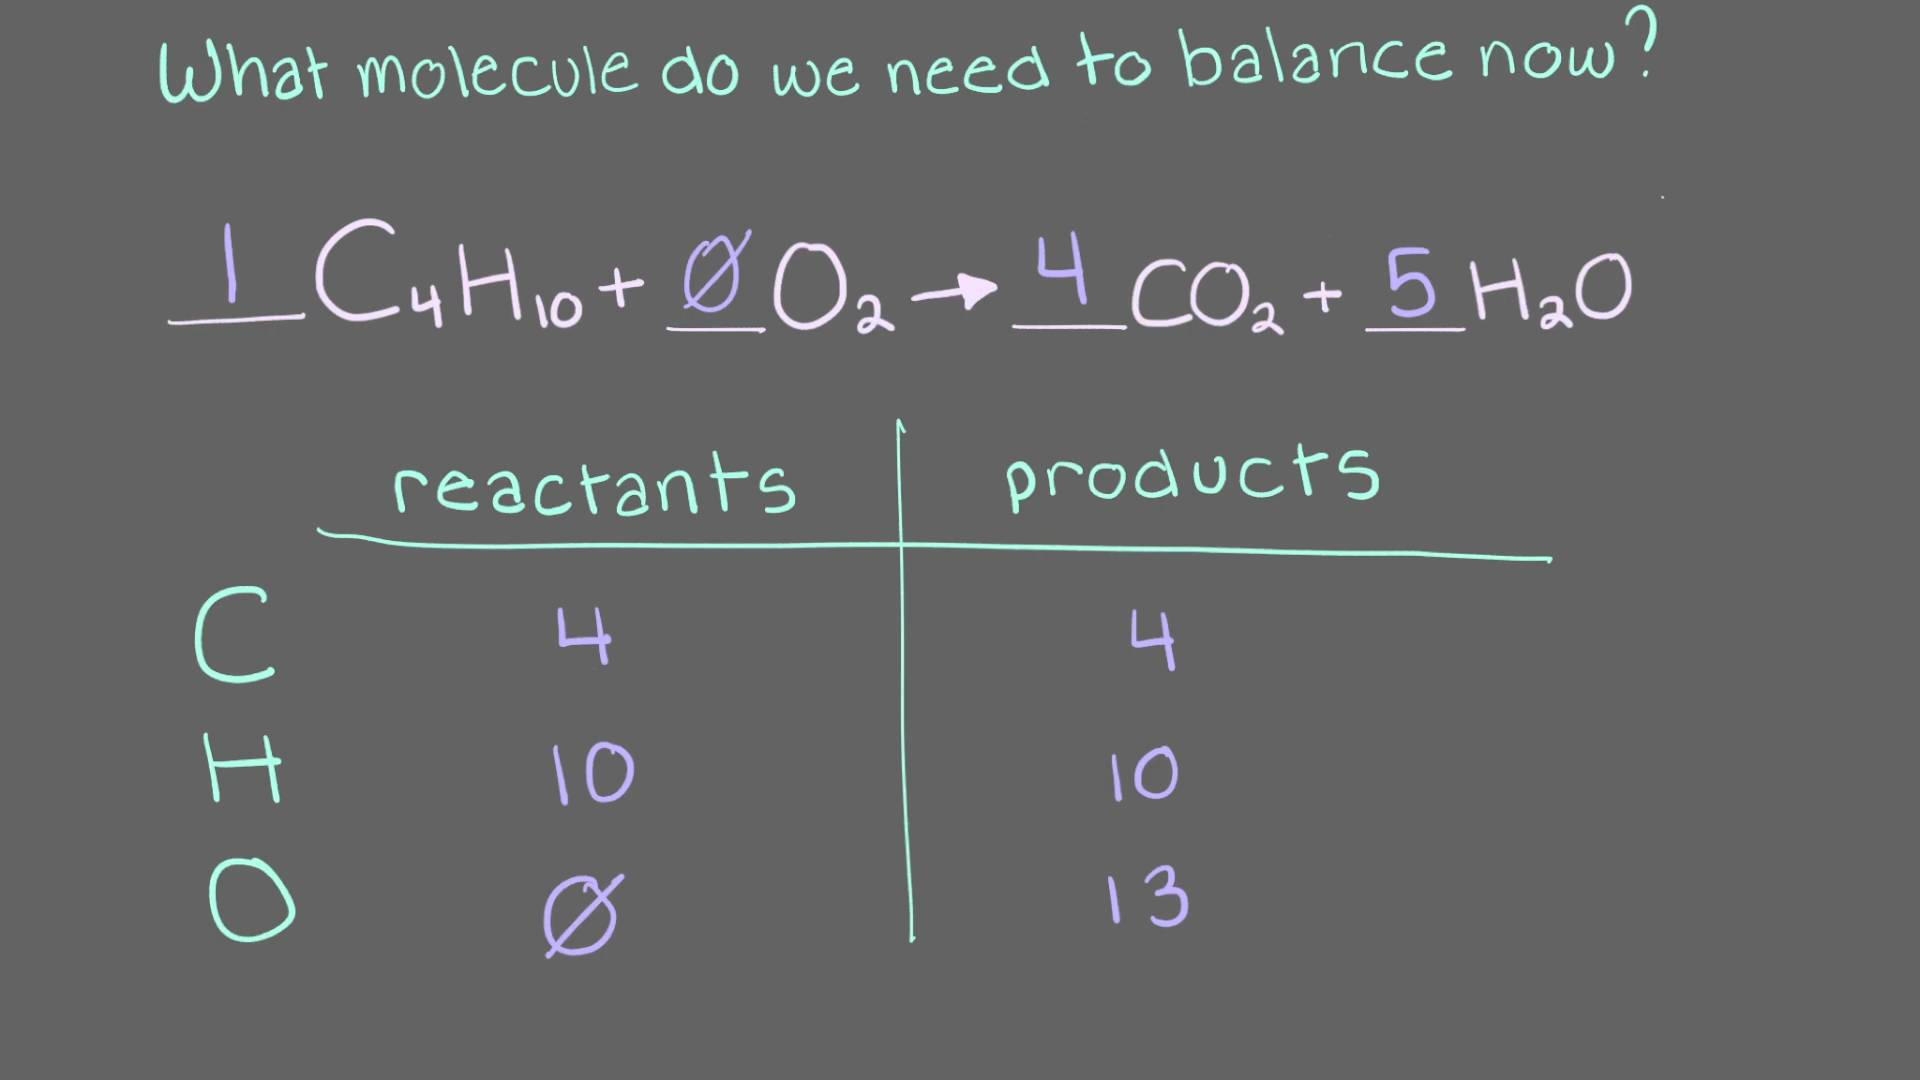 What molecule do we need to balance now?
1 C₄H₁₀ + Ø O₂ → 4 CO₂ + 5 H₂O
reactants products
C 4 4
H 10 10
O Ø 13